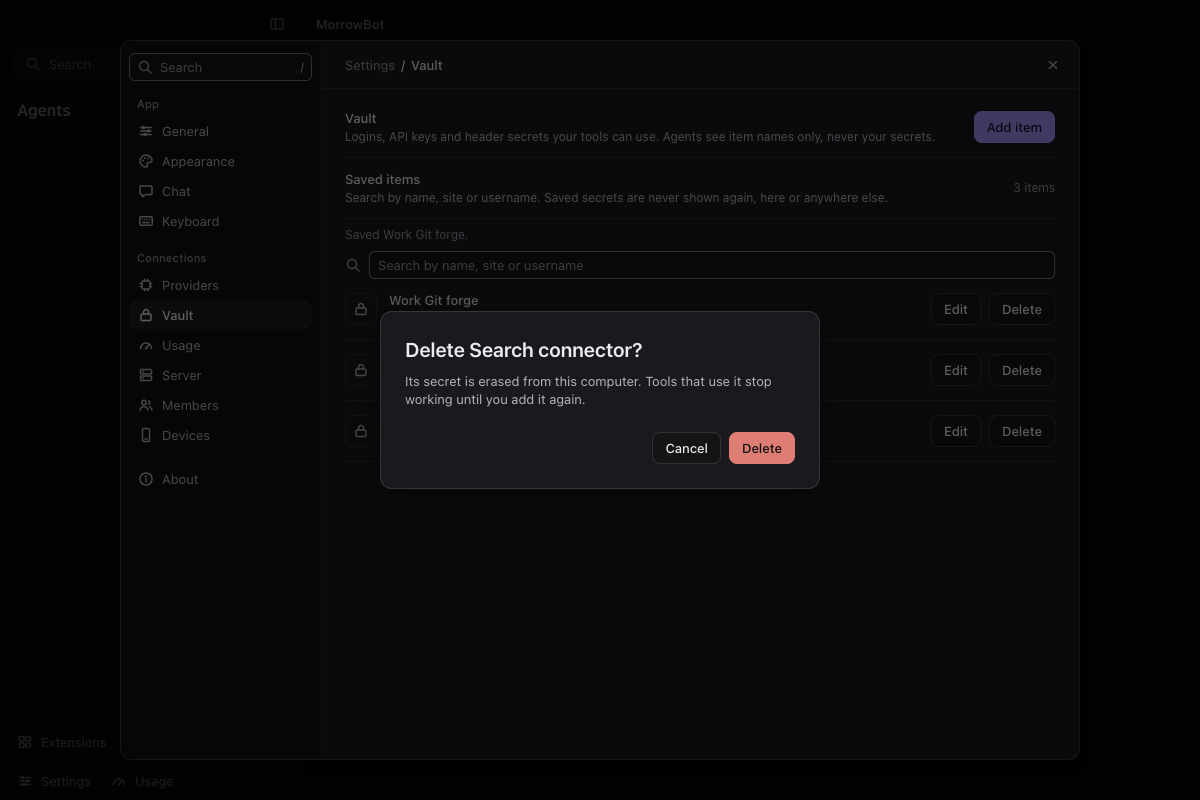 MorrowBot
Search
Agents
Search /
App
General
Appearance
Chat
Keyboard
Connections
Providers
Vault
Usage
Server
Members
Devices
About
Settings / Vault
Vault
Logins, API keys and header secrets your tools can use. Agents see item names only, never your secrets.
Add item
Saved items
Search by name, site or username. Saved secrets are never shown again, here or anywhere else.
3 items
Saved Work Git forge.
Search by name, site or username
Work Git forge
Edit Delete
Edit Delete
Edit Delete
Delete Search connector?
Its secret is erased from this computer. Tools that use it stop
working until you add it again.
Cancel Delete
Extensions
Settings Usage